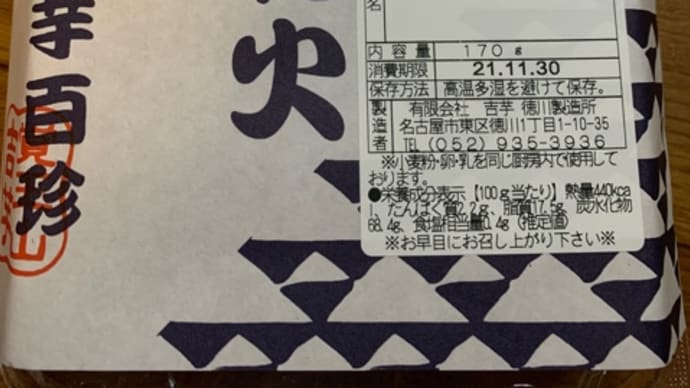 芋百珍
火
名
内容量 170g
消費期限 21.11.30
保存方法 高温多湿を避けて保存。
製造者 有限会社 吉芋 徳川製造所
名古屋市東区徳川1丁目1-10-35
TEL (052) 935-3936
※小麦粉・卵・乳を同じ厨房内で使用して
おります。
●栄養成分表示【100g当たり】熱量440kca
l、たんぱく質2.2g、脂質17.5g、炭水化物
68.4g、食塩相当量0.4g (推定値)
※お早目にお召し上がり下さい※